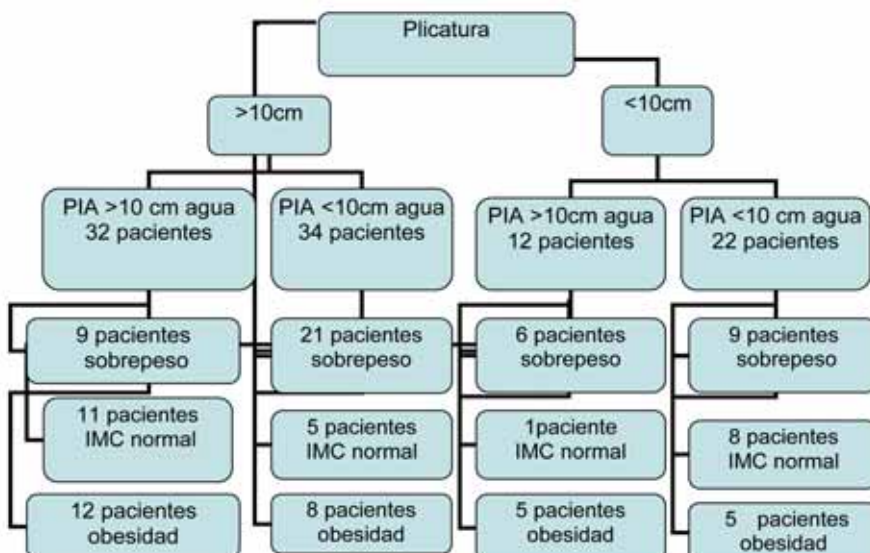 Plicatura
>10cm
<10cm
PIA >10 cm agua
32 pacientes
PIA <10cm agua
34 pacientes
PIA >10cm agua
12 pacientes
PIA <10 cm agua
22 pacientes
9 pacientes
sobrepeso
21 pacientes
sobrepeso
6 pacientes
sobrepeso
9 pacientes
sobrepeso
11 pacientes
IMC normal
5 pacientes
IMC normal
1paciente
IMC normal
8 pacientes
IMC normal
12 pacientes
obesidad
8 pacientes
obesidad
5 pacientes
obesidad
5 pacientes
obesidad